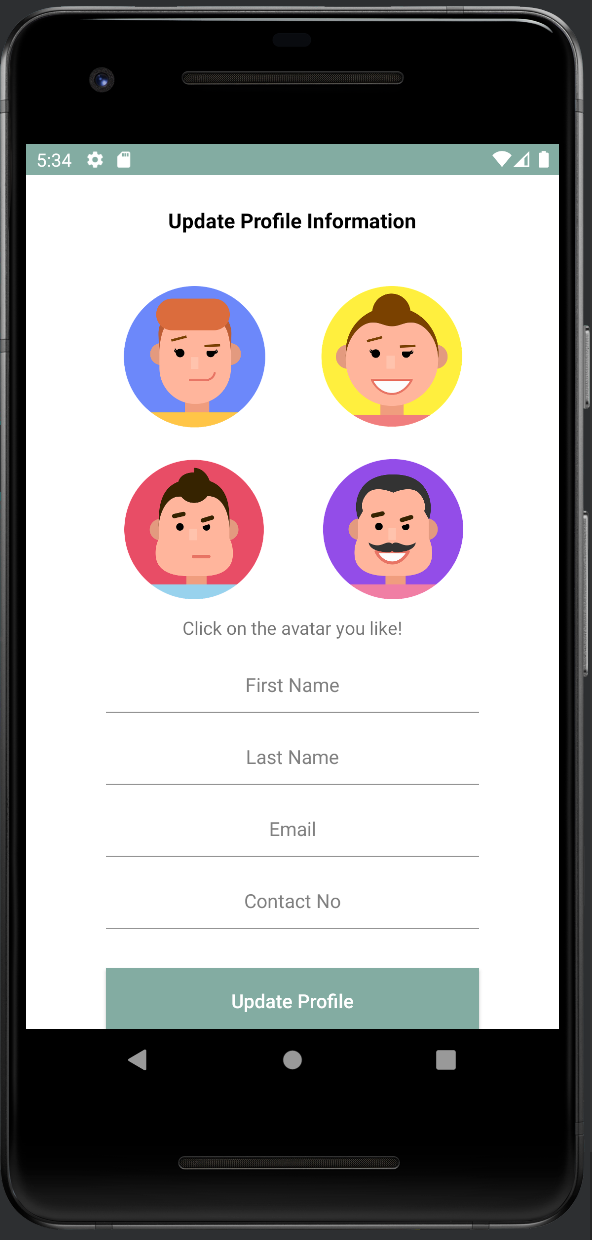 5:34
Update Profile Information
Click on the avatar you like!
First Name
Last Name
Email
Contact No
Update Profile